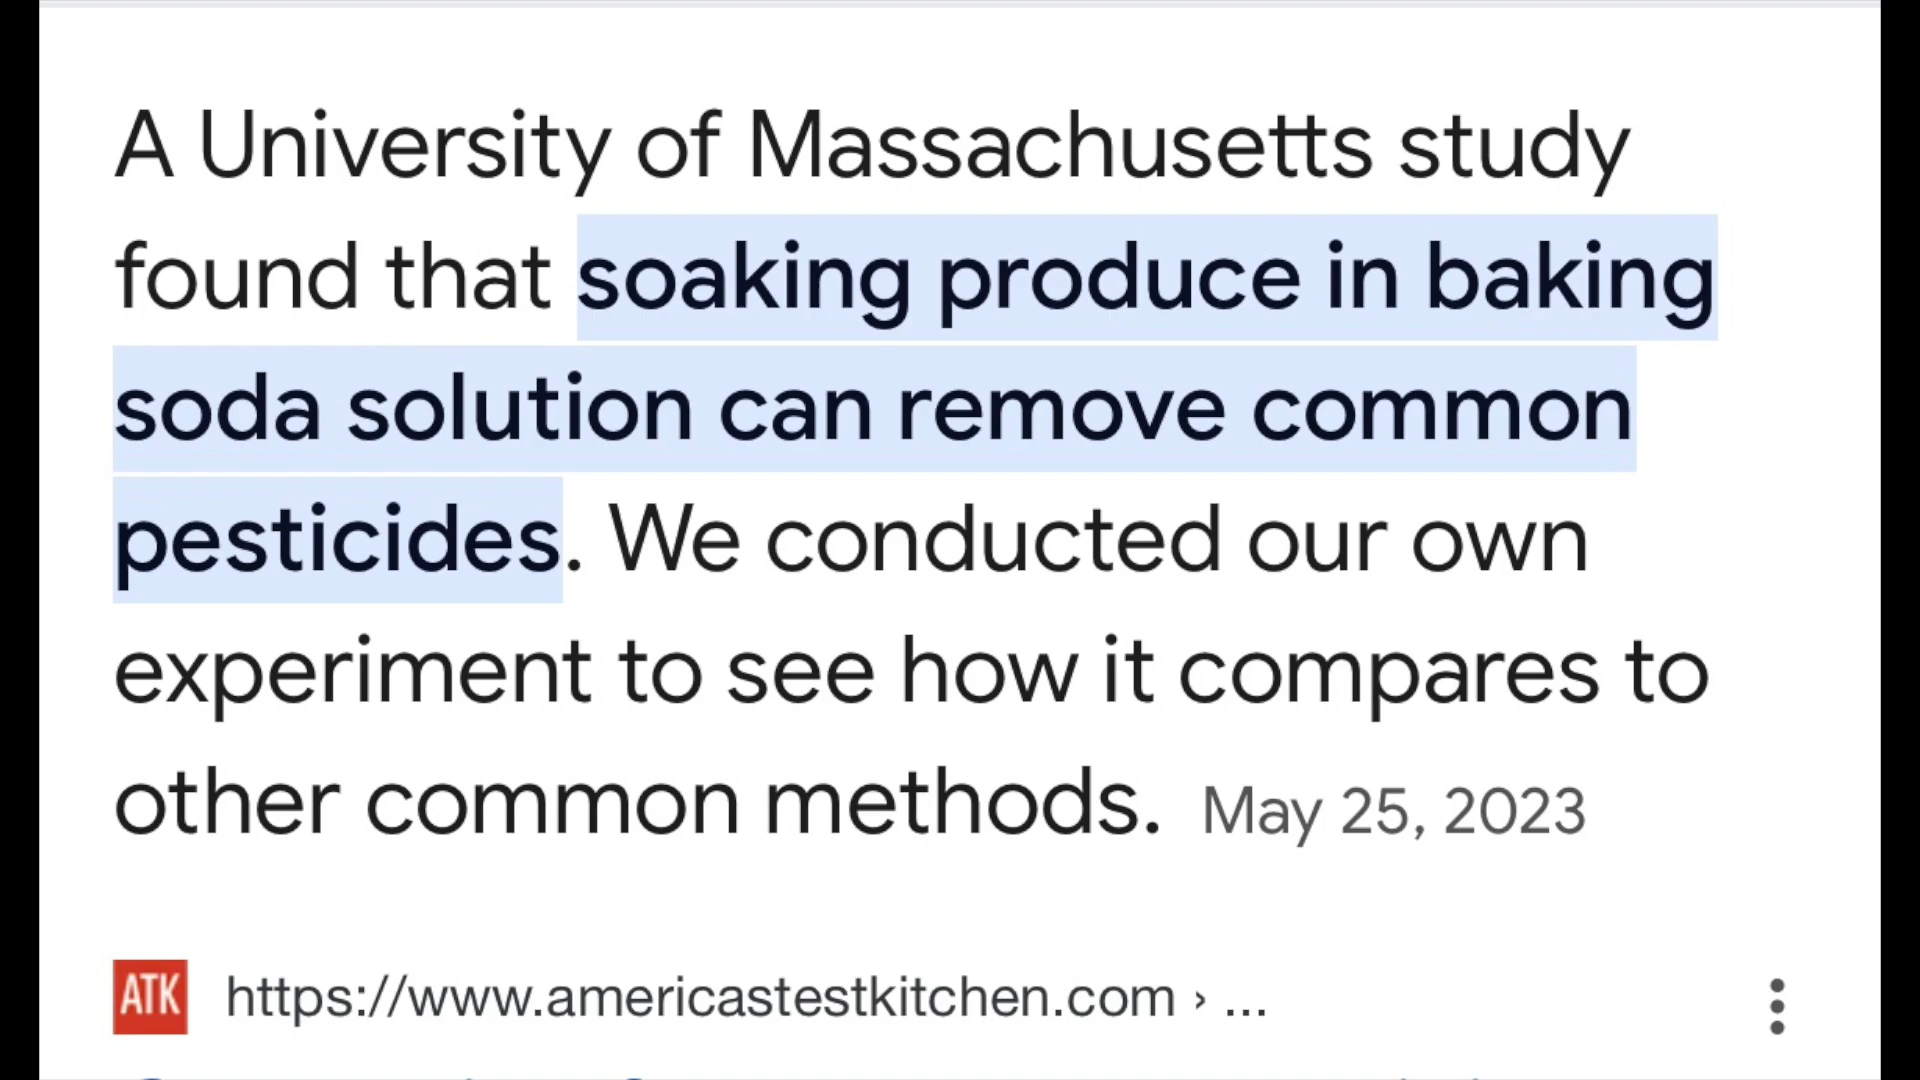 A University of Massachusetts study
found that soaking produce in baking
soda solution can remove common
pesticides. We conducted our own
experiment to see how it compares to
other common methods. May 25, 2023
ATK https://www.americastestkitchen.com › ...